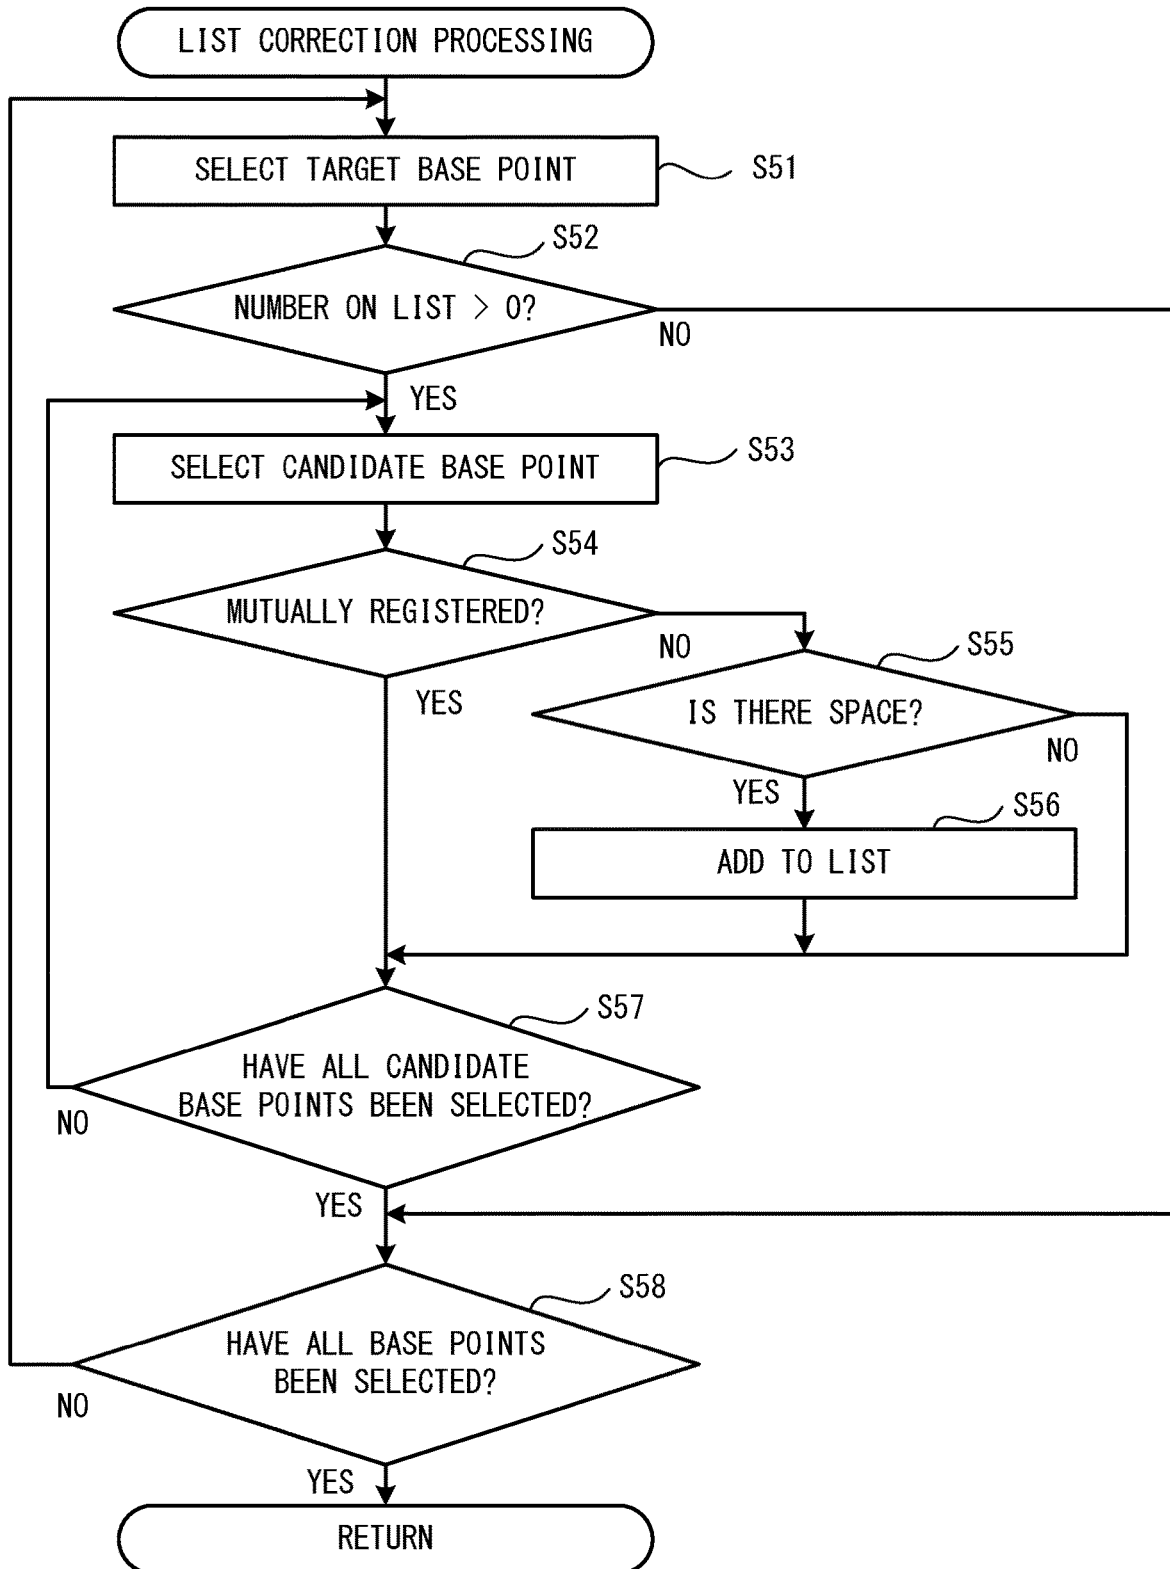 LIST CORRECTION PROCESSING
SELECT TARGET BASE POINT
S51
S52
NUMBER ON LIST > 0?
NO
YES
SELECT CANDIDATE BASE POINT
S53
S54
MUTUALLY REGISTERED?
NO
YES
S55
IS THERE SPACE?
NO
YES
S56
ADD TO LIST
S57
HAVE ALL CANDIDATE
BASE POINTS BEEN SELECTED?
NO
YES
S58
HAVE ALL BASE POINTS
BEEN SELECTED?
NO
YES
RETURN